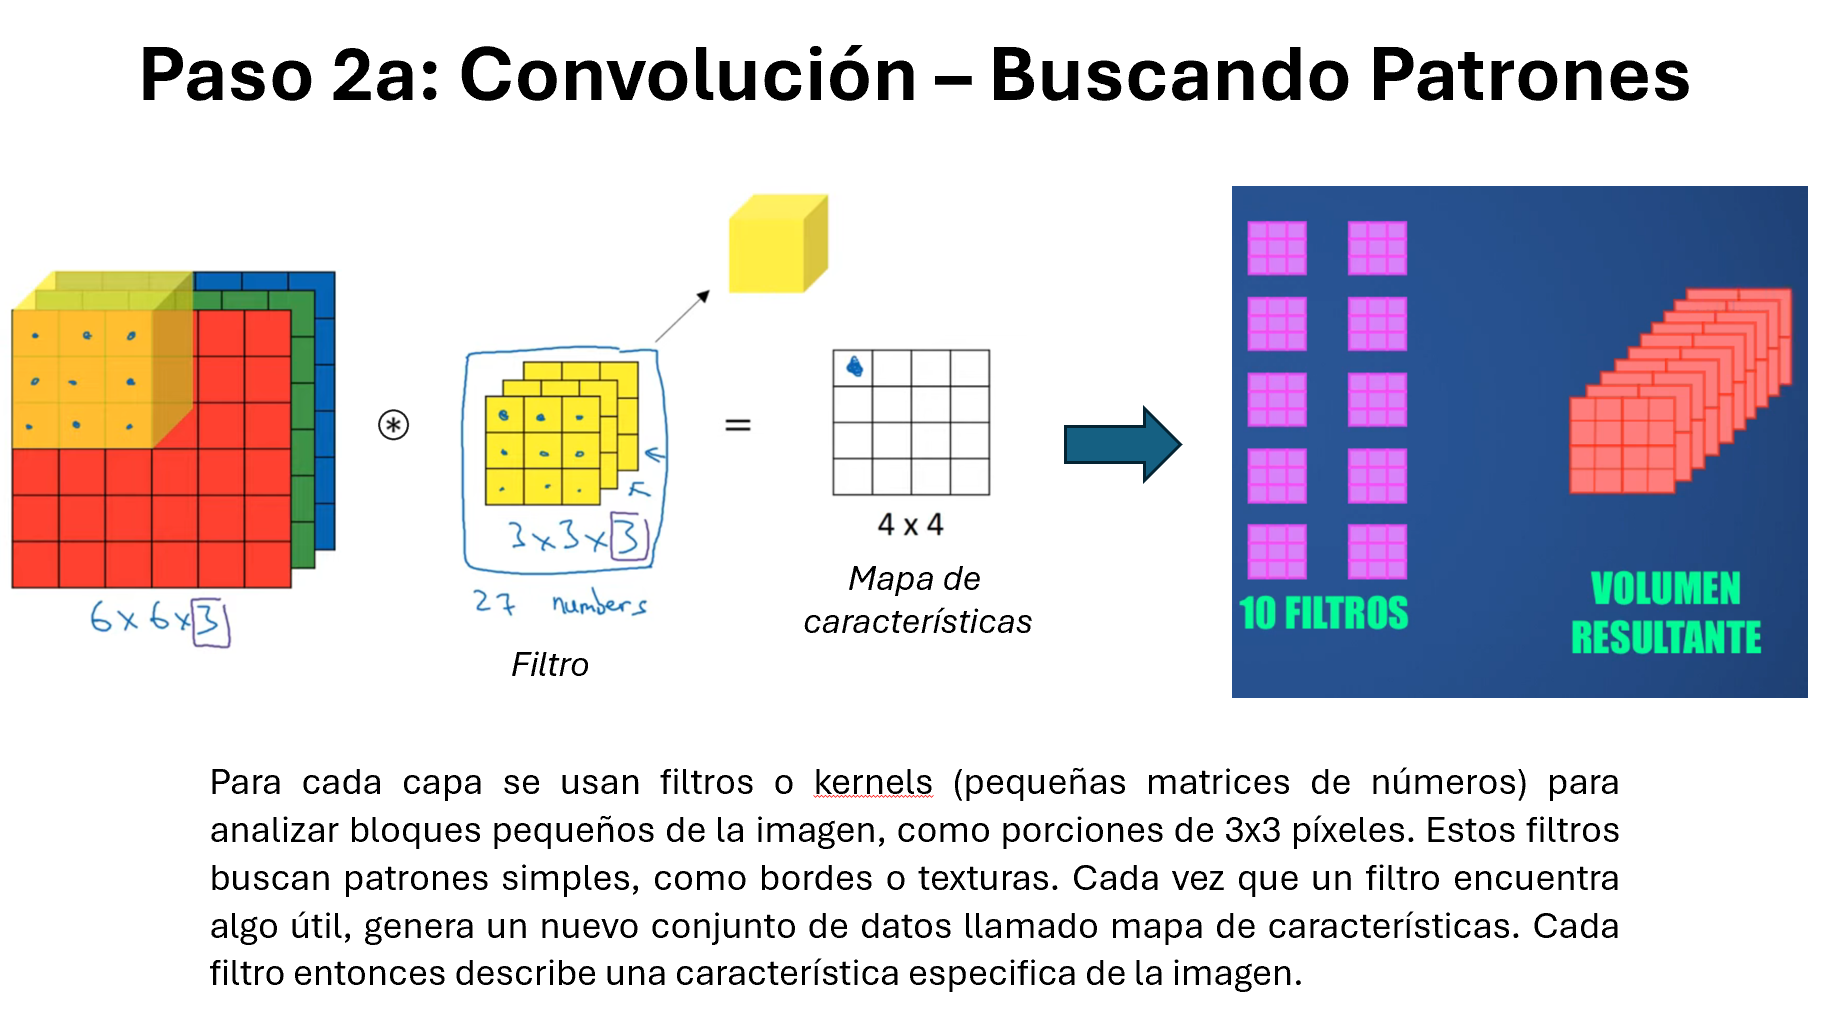 Paso 2a: Convolución – Buscando Patrones
6x6x3
3x3x3
27 numbers
Filtro
=
4 x 4
Mapa de
características
10 FILTROS
VOLUMEN
RESULTANTE
Para cada capa se usan filtros o kernels (pequeñas matrices de números) para
analizar bloques pequeños de la imagen, como porciones de 3x3 píxeles. Estos filtros
buscan patrones simples, como bordes o texturas. Cada vez que un filtro encuentra
algo útil, genera un nuevo conjunto de datos llamado mapa de características. Cada
filtro entonces describe una característica especifica de la imagen.